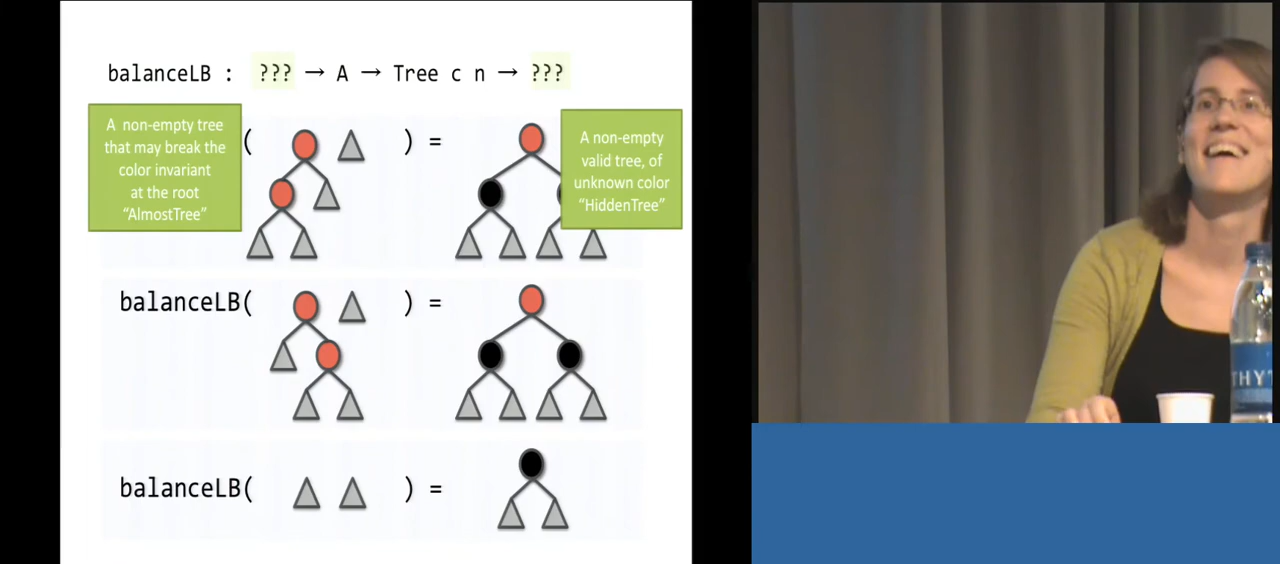 balanceLB : ??? → A → Tree c n → ???
A non-empty tree
that may break the
color invariant
at the root
“AlmostTree”
( ) =
A non-empty
valid tree, of
unknown color
“HiddenTree”
balanceLB( ) =
balanceLB( ) =
THYT